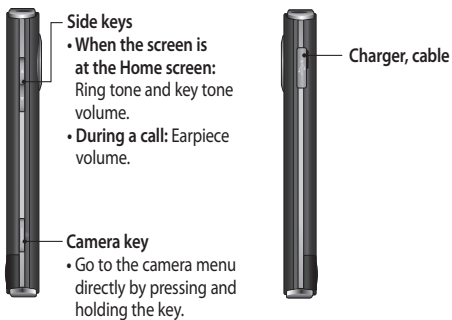 Side keys
• When the screen is
at the Home screen:
Ring tone and key tone
volume.
• During a call: Earpiece
volume.
Camera key
• Go to the camera menu
directly by pressing and
holding the key.
Charger, cable